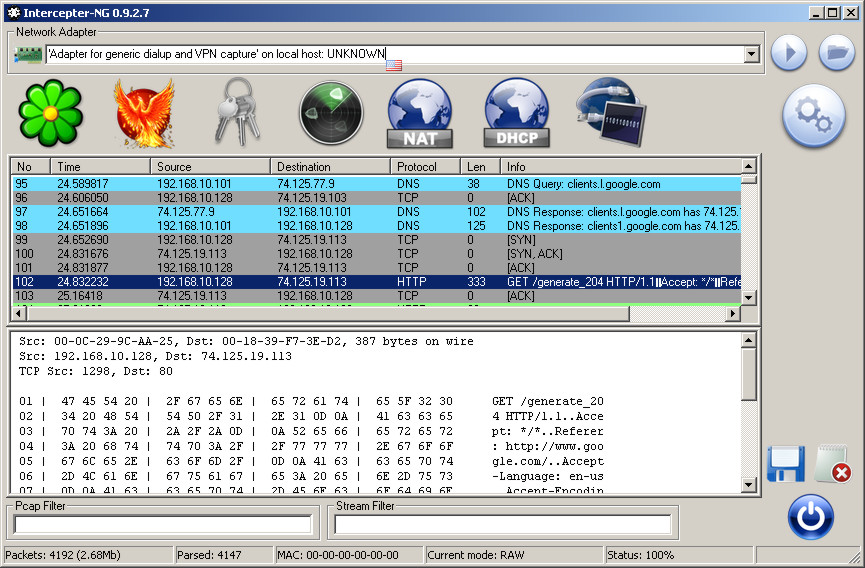 Intercepter-NG 0.9.2.7
Network Adapter
'Adapter for generic dialup and VPN capture' on local host: UNKNOWN
NAT DHCP
No Time Source Destination Protocol Len Info
95 24.589817 192.168.10.101 74.125.77.9 DNS 38 DNS Query: clients.l.google.com
96 24.606050 192.168.10.128 74.125.19.103 TCP 0 [ACK]
97 24.651664 74.125.77.9 192.168.10.101 DNS 102 DNS Response: clients.l.google.com has 74.125.
98 24.651896 192.168.10.101 192.168.10.128 DNS 125 DNS Response: clients1.google.com has 74.125.
99 24.652690 192.168.10.128 74.125.19.113 TCP 0 [SYN]
100 24.831676 74.125.19.113 192.168.10.128 TCP 0 [SYN, ACK]
101 24.831877 192.168.10.128 74.125.19.113 TCP 0 [ACK]
102 24.832232 192.168.10.128 74.125.19.113 HTTP 333 GET /generate_204 HTTP/1.1||Accept: */*||Refe
103 25.16418 74.125.19.113 192.168.10.128 TCP 0 [ACK]
Src: 00-0C-29-9C-AA-25, Dst: 00-18-39-F7-3E-D2, 387 bytes on wire
Src: 192.168.10.128, Dst: 74.125.19.113
TCP Src: 1298, Dst: 80
01 | 47 45 54 20 | 2F 67 65 6E | 65 72 61 74 | 65 5F 32 30 GET /generate_20
02 | 34 20 48 54 | 54 50 2F 31 | 2E 31 0D 0A | 41 63 63 65 4 HTTP/1.1..Acce
03 | 70 74 3A 20 | 2A 2F 2A 0D | 0A 52 65 66 | 65 72 65 72 pt: */*..Referer
04 | 3A 20 68 74 | 74 70 3A 2F | 2F 77 77 77 | 2E 67 6F 6F : http://www.goo
05 | 67 6C 65 2E | 63 6F 6D 2F | 0D 0A 41 63 | 63 65 70 74 gle.com/..Accept
06 | 2D 4C 61 6E | 67 75 61 67 | 65 3A 20 65 | 6E 2D 75 73 -Language: en-us
07 | 0D 0A 41 63 | 63 65 70 74 | 2D 45 6E 63 | 6F 64 69 6E ..Accept-Encodin
Pcap Filter Stream Filter
Packets: 4192 (2.68Mb) Parsed: 4147 MAC: 00-00-00-00-00-00 Current mode: RAW Status: 100%